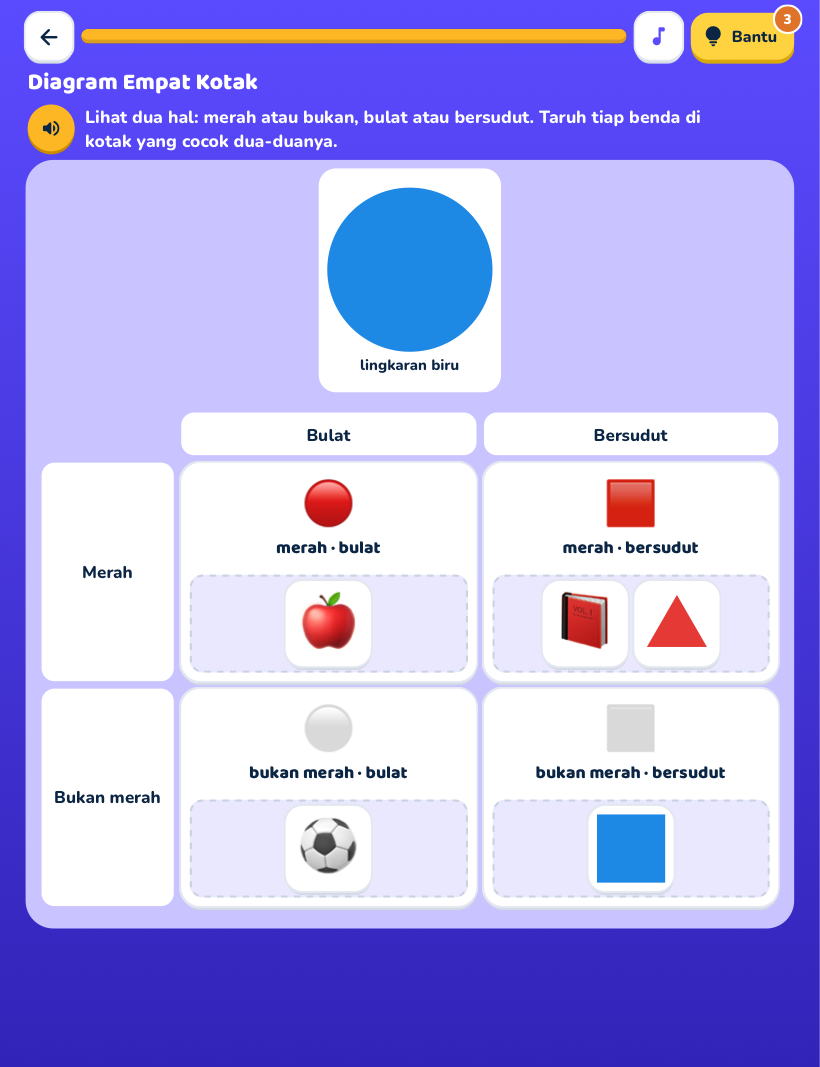 3
Bantu
Diagram Empat Kotak
Lihat dua hal: merah atau bukan, bulat atau bersudut. Taruh tiap benda di
kotak yang cocok dua-duanya.
lingkaran biru
Bulat
Bersudut
Merah
merah · bulat
merah · bersudut
VOL. 1
Bukan merah
bukan merah · bulat
bukan merah · bersudut